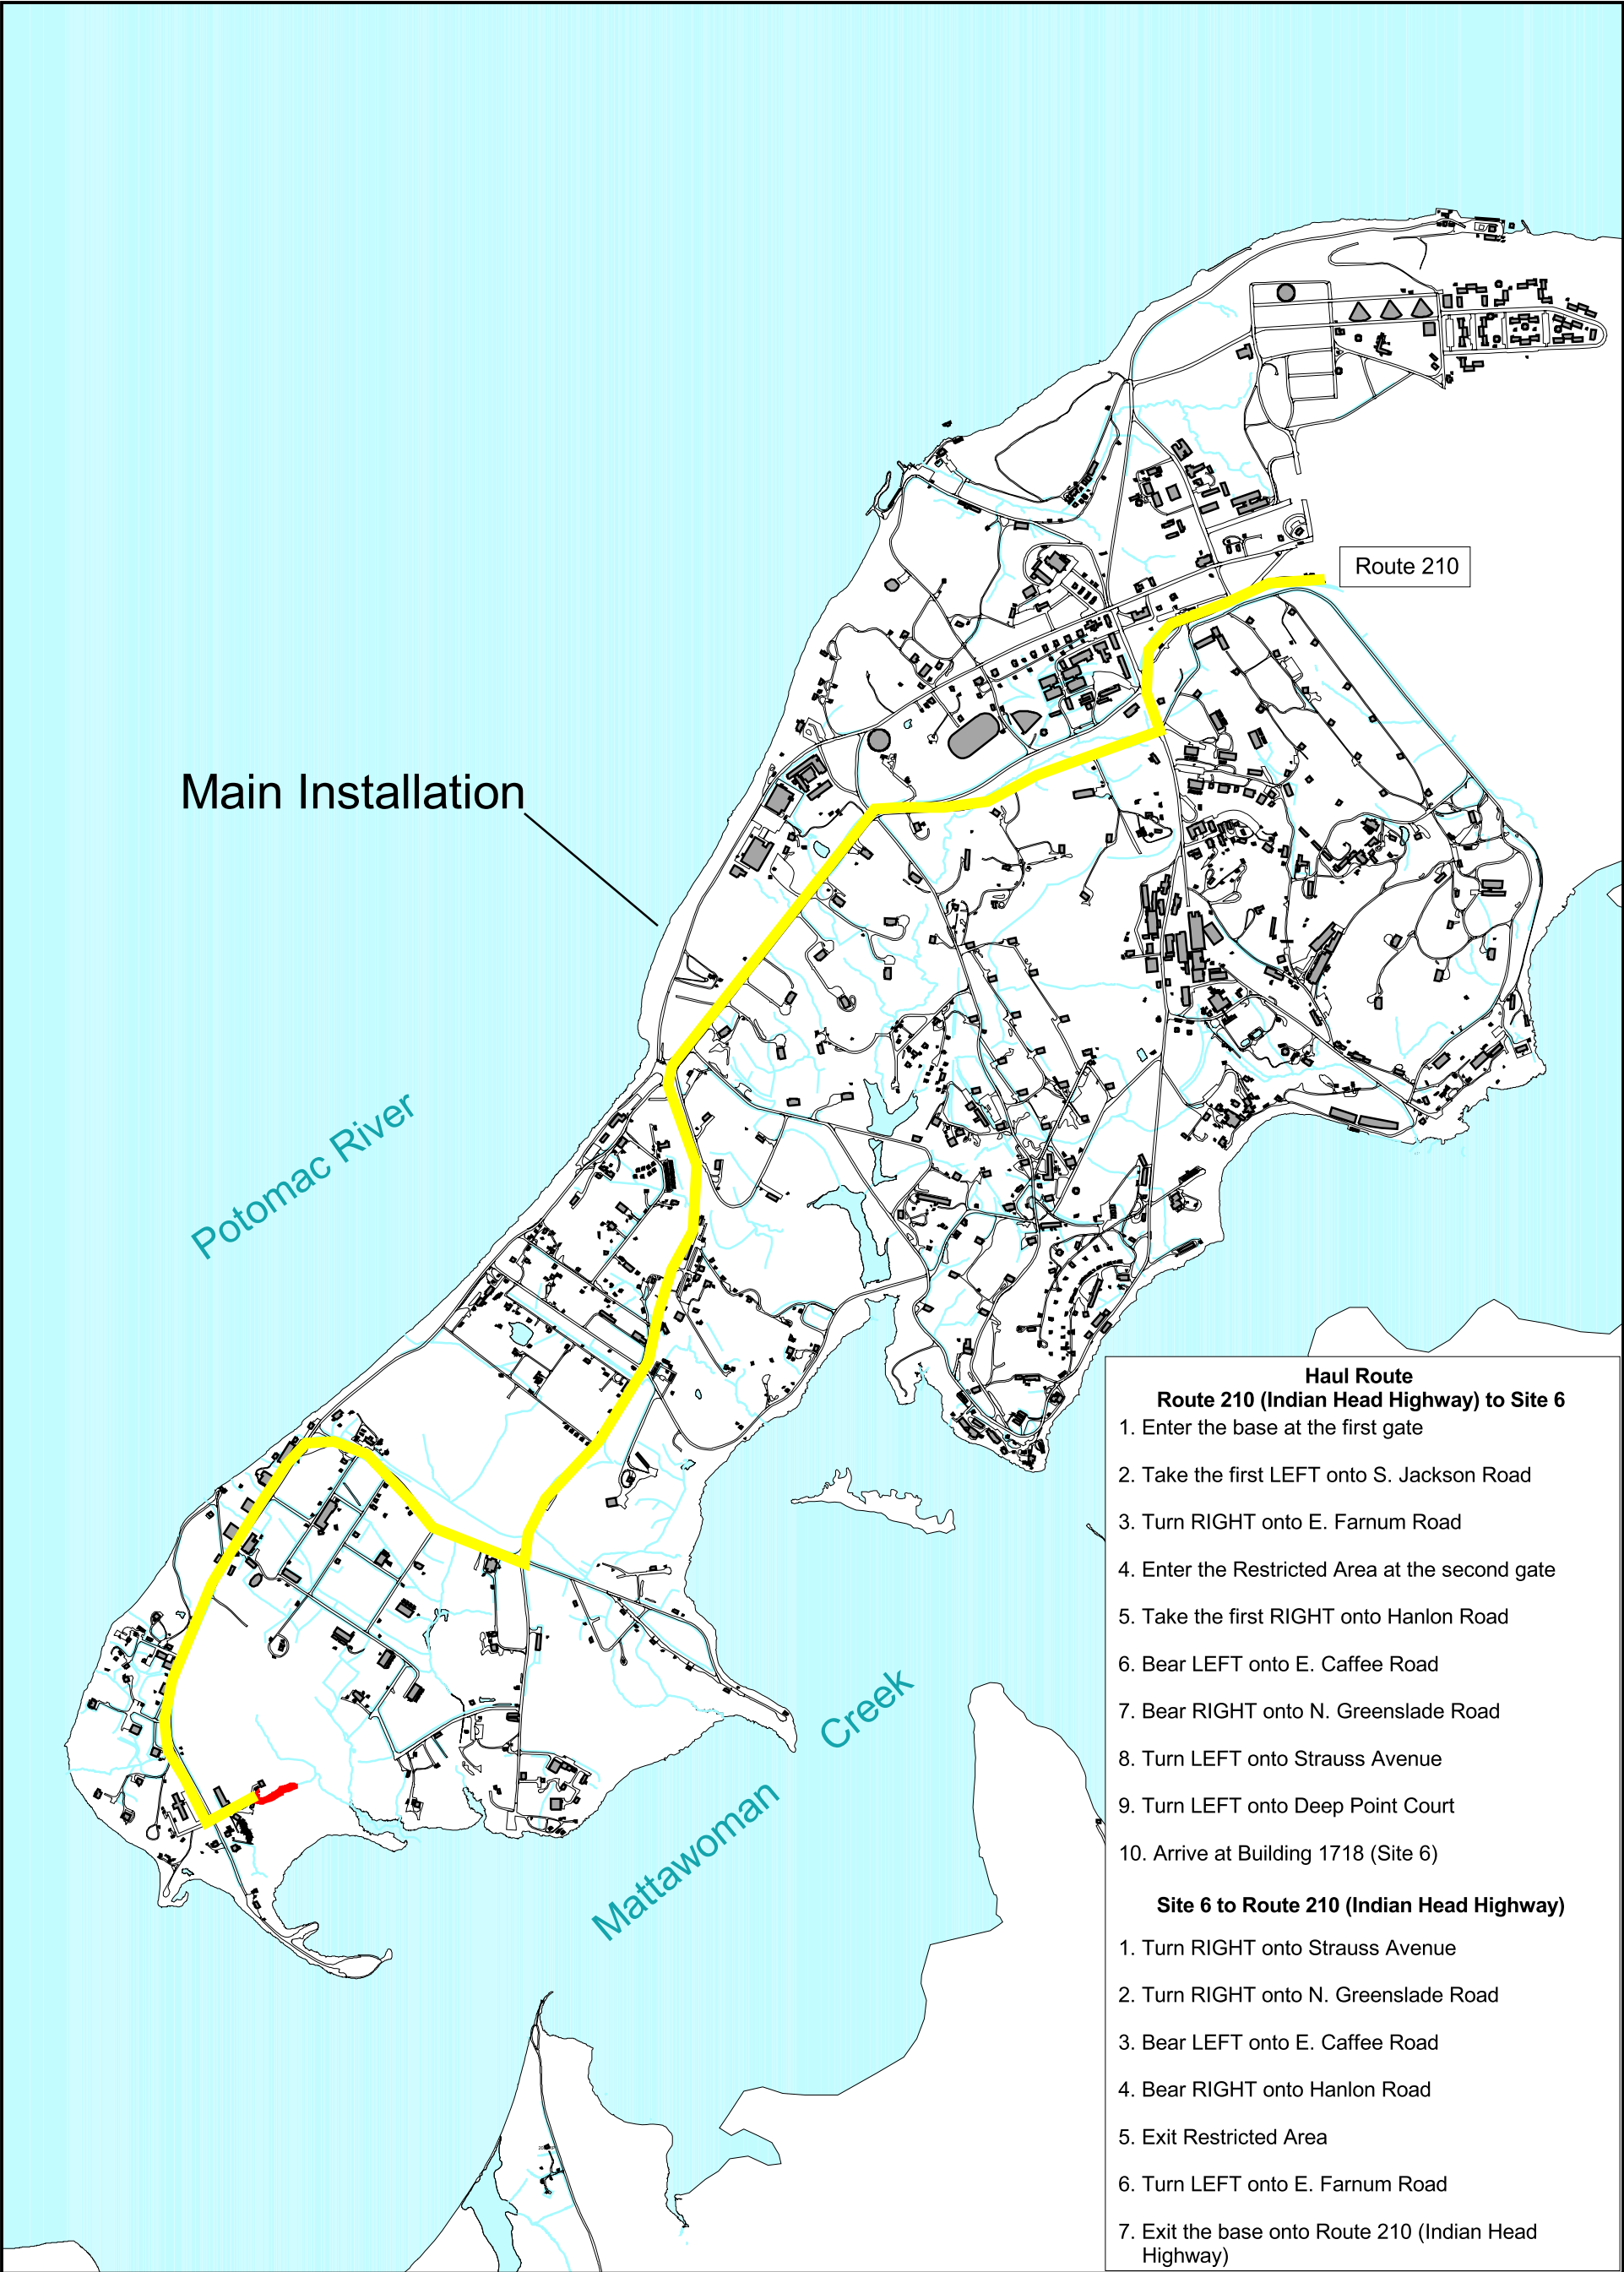 Route 210
Main Installation
Potomac River
Creek
Mattawoman
Haul Route
Route 210 (Indian Head Highway) to Site 6
1. Enter the base at the first gate
2. Take the first LEFT onto S. Jackson Road
3. Turn RIGHT onto E. Farnum Road
4. Enter the Restricted Area at the second gate
5. Take the first RIGHT onto Hanlon Road
6. Bear LEFT onto E. Caffee Road
7. Bear RIGHT onto N. Greenslade Road
8. Turn LEFT onto Strauss Avenue
9. Turn LEFT onto Deep Point Court
10. Arrive at Building 1718 (Site 6)
Site 6 to Route 210 (Indian Head Highway)
1. Turn RIGHT onto Strauss Avenue
2. Turn RIGHT onto N. Greenslade Road
3. Bear LEFT onto E. Caffee Road
4. Bear RIGHT onto Hanlon Road
5. Exit Restricted Area
6. Turn LEFT onto E. Farnum Road
7. Exit the base onto Route 210 (Indian Head
Highway)